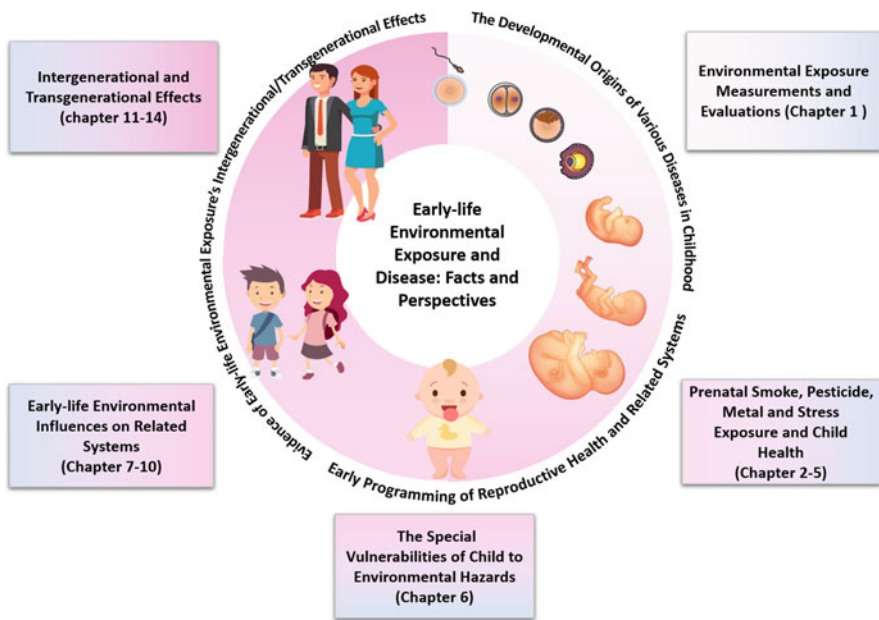 Evidence of Early-life Environmental Exposure's Intergenerational/Transgenerational Effects
The Developmental Origins of Various Diseases in Childhood
Early Programming of Reproductive Health and Related Systems
Intergenerational and
Transgenerational Effects
(chapter 11-14)
Environmental Exposure
Measurements and
Evaluations (Chapter 1 )
Early-life
Environmental
Exposure and
Disease: Facts and
Perspectives
Early-life Environmental
Influences on Related
Systems
(Chapter 7-10)
Prenatal Smoke, Pesticide,
Metal and Stress
Exposure and Child
Health
(Chapter 2-5)
The Special
Vulnerabilities of Child to
Environmental Hazards
(Chapter 6)